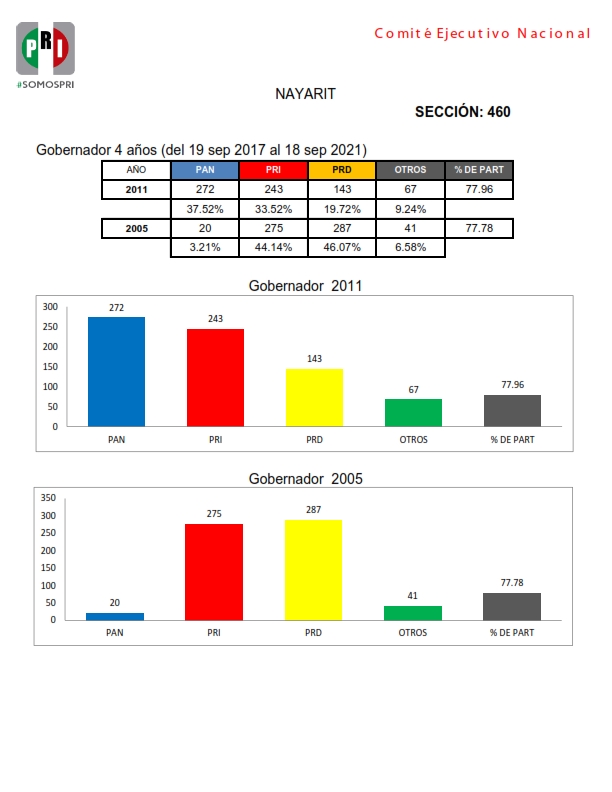 Comité Ejecutivo Nacional
PRI
#SOMOSPRI
NAYARIT
SECCIÓN: 460
Gobernador 4 años (del 19 sep 2017 al 18 sep 2021)
AÑO PAN PRI PRD OTROS % DE PART
2011 272 243 143 67 77.96
37.52% 33.52% 19.72% 9.24%
2005 20 275 287 41 77.78
3.21% 44.14% 46.07% 6.58%
Gobernador 2011
300
250
200
150
100
50
0
272
243
143
67
77.96
PAN PRI PRD OTROS % DE PART
Gobernador 2005
350
300
250
200
150
100
50
0
20
275
287
41
77.78
PAN PRI PRD OTROS % DE PART